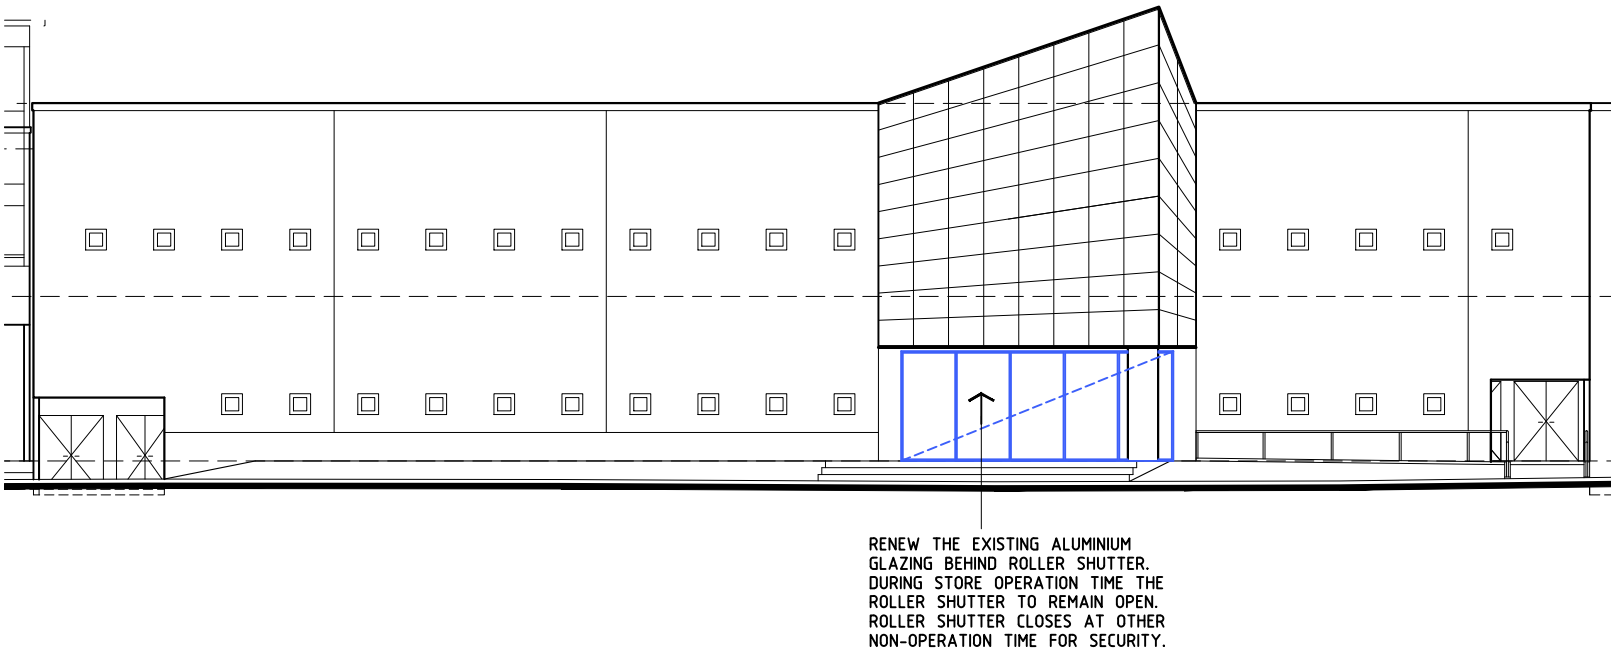 RENEW THE EXISTING ALUMINIUM
GLAZING BEHIND ROLLER SHUTTER.
DURING STORE OPERATION TIME THE
ROLLER SHUTTER TO REMAIN OPEN.
ROLLER SHUTTER CLOSES AT OTHER
NON-OPERATION TIME FOR SECURITY.